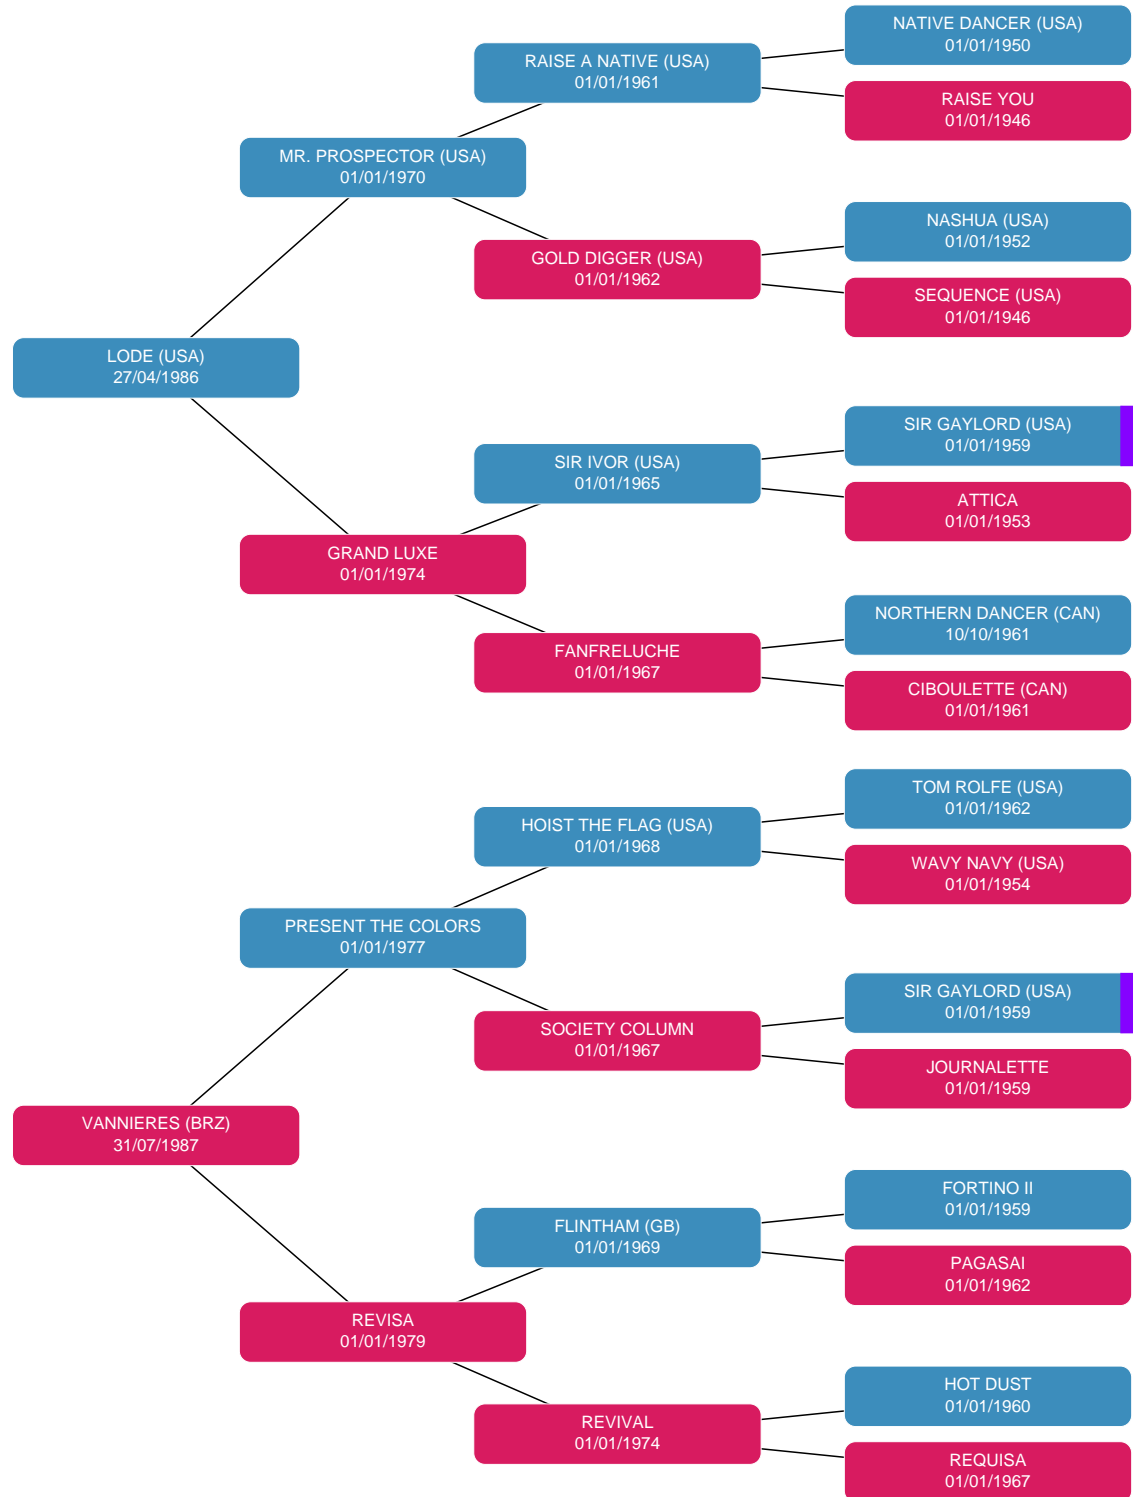 NATIVE DANCER (USA)
01/01/1950
RAISE A NATIVE (USA)
01/01/1961
RAISE YOU
01/01/1946
MR. PROSPECTOR (USA)
01/01/1970
NASHUA (USA)
01/01/1952
GOLD DIGGER (USA)
01/01/1962
SEQUENCE (USA)
01/01/1946
LODE (USA)
27/04/1986
SIR GAYLORD (USA)
01/01/1959
SIR IVOR (USA)
01/01/1965
ATTICA
01/01/1953
GRAND LUXE
01/01/1974
NORTHERN DANCER (CAN)
10/10/1961
FANFRELUCHE
01/01/1967
CIBOULETTE (CAN)
01/01/1961
TOM ROLFE (USA)
01/01/1962
HOIST THE FLAG (USA)
01/01/1968
WAVY NAVY (USA)
01/01/1954
PRESENT THE COLORS
01/01/1977
SIR GAYLORD (USA)
01/01/1959
SOCIETY COLUMN
01/01/1967
JOURNALETTE
01/01/1959
VANNIERES (BRZ)
31/07/1987
FORTINO II
01/01/1959
FLINTHAM (GB)
01/01/1969
PAGASAI
01/01/1962
REVISA
01/01/1979
HOT DUST
01/01/1960
REVIVAL
01/01/1974
REQUISA
01/01/1967